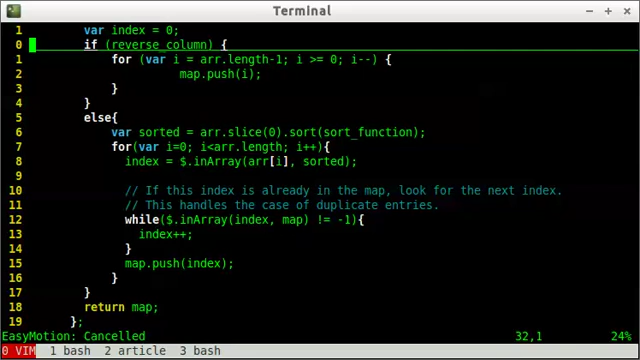 Terminal
1 var index = 0;
0 if (reverse_column) {
1 for (var i = arr.length-1; i >= 0; i--) {
2 map.push(i);
3 }
4 }
5 else{
6 var sorted = arr.slice(0).sort(sort_function);
7 for(var i=0; i<arr.length; i++){
8 index = $.inArray(arr[i], sorted);
9
10 // If this index is already in the map, look for the next index.
11 // This handles the case of duplicate entries.
12 while($.inArray(index, map) != -1){
13 index++;
14 }
15 map.push(index);
16 }
17 }
18 return map;
19 };
EasyMotion: Cancelled 32,1 24%
0 VIM 1 bash 2 article 3 bash